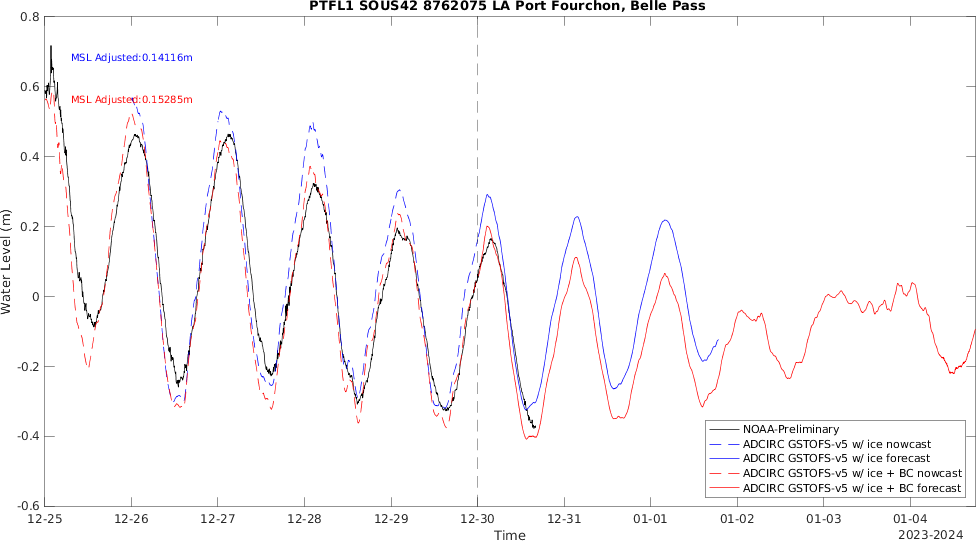 PTFL1 SOUS42 8762075 LA Port Fourchon, Belle Pass
0.8
0.6
0.4
0.2
0
-0.2
-0.4
-0.6
Water Level (m)
MSL Adjusted:0.14116m
MSL Adjusted:0.15285m
NOAA-Preliminary
ADCIRC GSTOFS-v5 w/ ice nowcast
ADCIRC GSTOFS-v5 w/ ice forecast
ADCIRC GSTOFS-v5 w/ ice + BC nowcast
ADCIRC GSTOFS-v5 w/ ice + BC forecast
12-25 12-26 12-27 12-28 12-29 12-30 12-31 01-01 01-02 01-03 01-04
Time
2023-2024